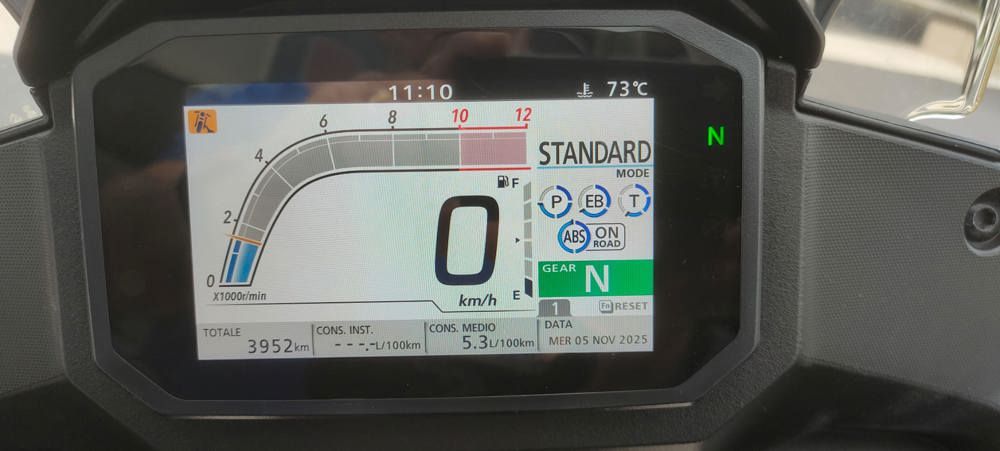 11:10
73°C
12
10
8
6
4
2
0
X1000r/min
STANDARD
MODE
N
F
P
EB
T
ABS
ON
ROAD
0
km/h
E
GEAR
N
1
Fn RESET
TOTALE
3952km
CONS. INST.
---.-L/100km
CONS. MEDIO
5.3L/100km
DATA
MER 05 NOV 2025